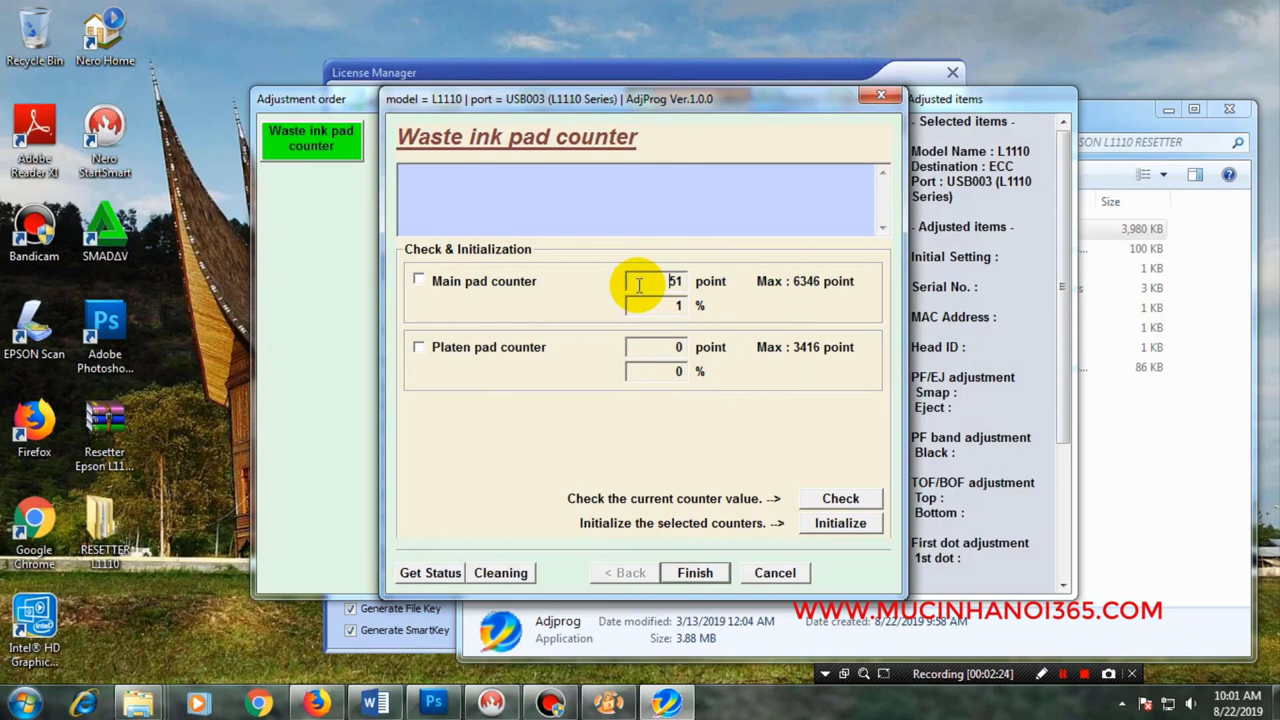 Recycle Bin
Nero Home
Adobe
Reader XI
Nero
StartSmart
Bandicam
SMADΔV
EPSON Scan
Adobe
Photosho...
Firefox
Resetter
Epson L11...
Google
Chrome
RESETTER
L1110
Intel® HD
Graphic...
License Manager
Adjustment order
Waste ink pad
counter
model = L1110 | port = USB003 (L1110 Series) | AdjProg Ver.1.0.0
Waste ink pad counter
Check & Initialization
Main pad counter
51 point Max : 6346 point
1 %
Platen pad counter
0 point Max : 3416 point
0 %
Check the current counter value. --> Check
Initialize the selected counters. --> Initialize
Get Status Cleaning < Back Finish Cancel
Adjusted items
- Selected items -
Model Name : L1110
Destination : ECC
Port : USB003 (L1110
Series)
- Adjusted items -
Initial Setting :
Serial No. :
MAC Address :
Head ID :
PF/EJ adjustment
Smap :
Eject :
PF band adjustment
Black :
TOF/BOF adjustment
Top :
Bottom :
First dot adjustment
1st dot :
SON L1110 RESETTER
Size
3,980 KB
100 KB
1 KB
1 KB
1 KB
1 KB
86 KB
Generate File Key
Generate SmartKey
WWW.MUCINHANOI365.COM
Adjprog Date modified: 3/13/2019 12:04 AM Date created: 8/22/2019 9:58 AM
Application Size: 3.88 MB
Recording [00:02:24]
W Ps
10:01 AM
8/22/2019